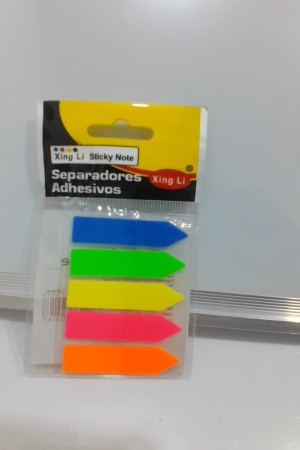 Xing Li Sticky Note
Separadores
Adhesivos
Xing Li
®